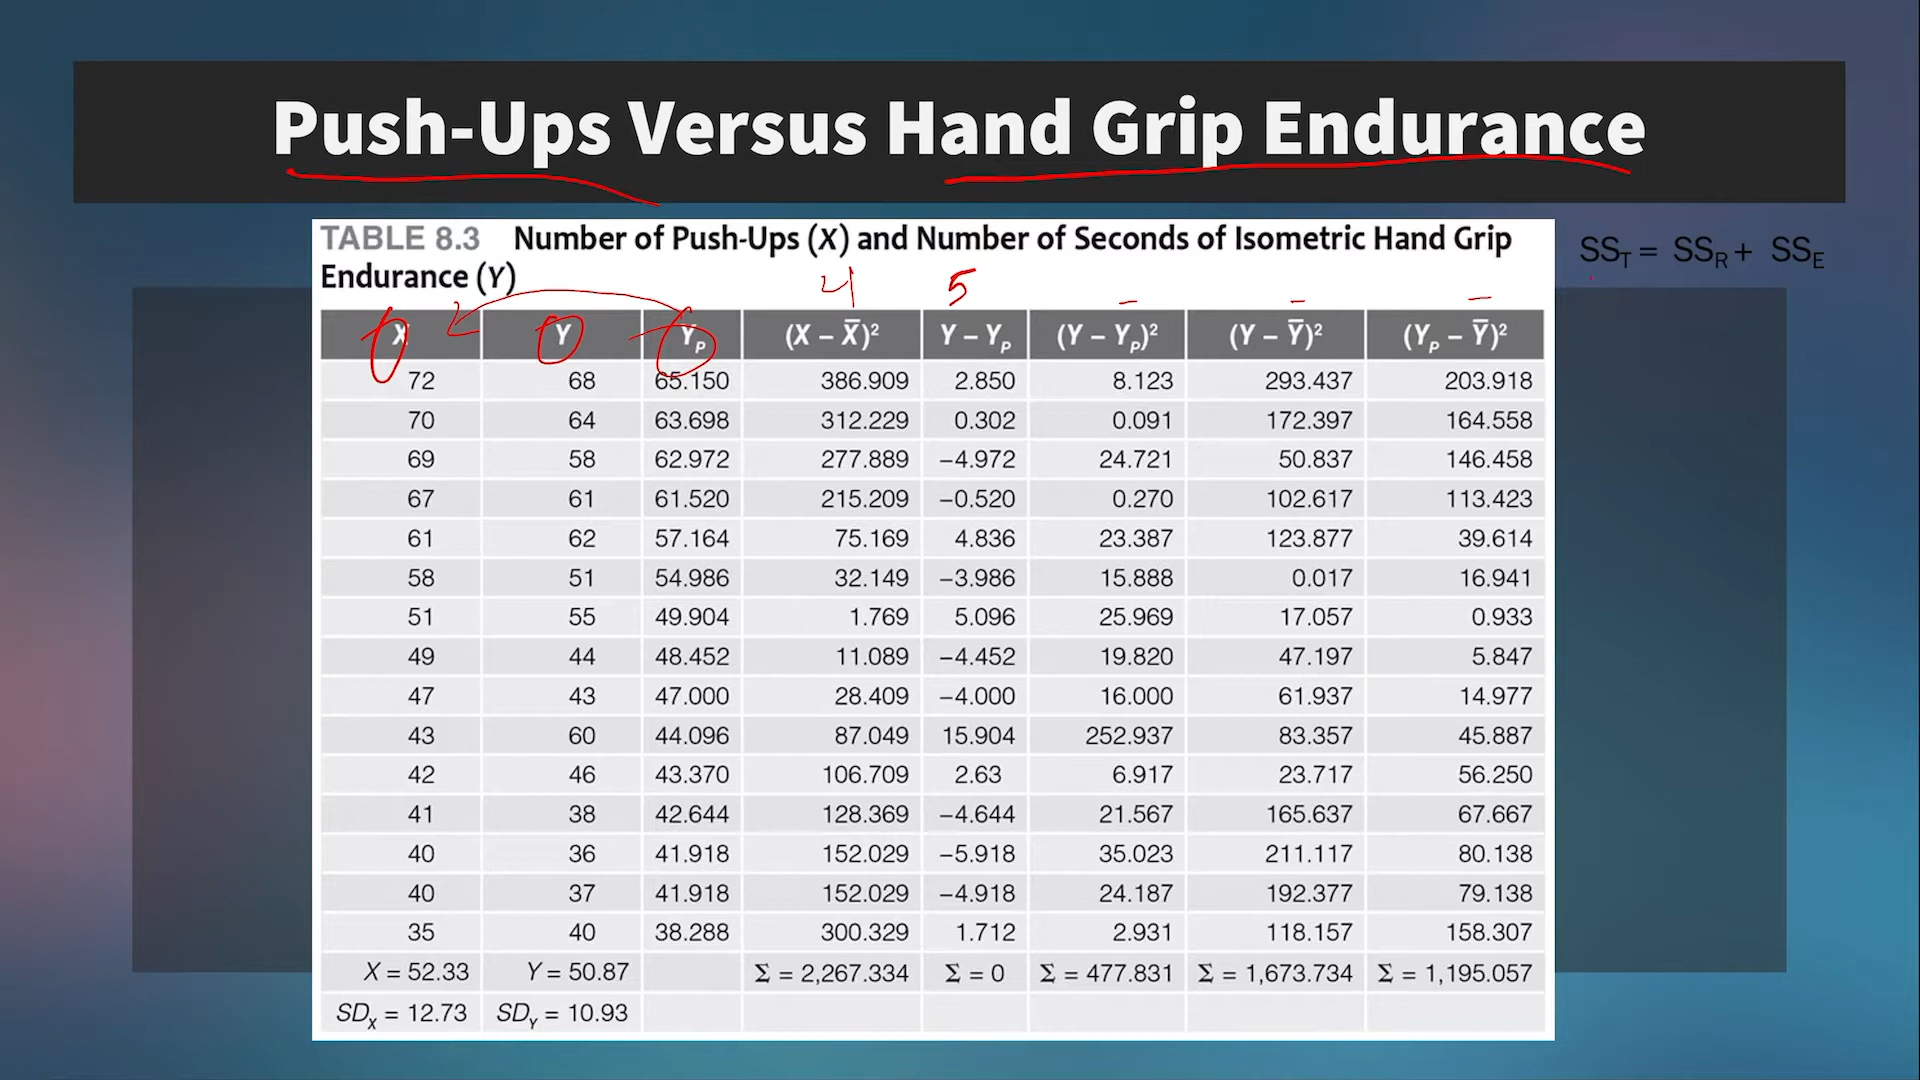 Push-Ups Versus Hand Grip Endurance
TABLE 8.3 Number of Push-Ups (X) and Number of Seconds of Isometric Hand Grip
Endurance (Y)
SS_T = SS_R + SS_E
4 5
X Y Y_p (X – X̄)² Y – Y_p (Y – Y_p)² (Y – Ȳ)² (Y_p – Ȳ)²
72 68 65.150 386.909 2.850 8.123 293.437 203.918
70 64 63.698 312.229 0.302 0.091 172.397 164.558
69 58 62.972 277.889 –4.972 24.721 50.837 146.458
67 61 61.520 215.209 –0.520 0.270 102.617 113.423
61 62 57.164 75.169 4.836 23.387 123.877 39.614
58 51 54.986 32.149 –3.986 15.888 0.017 16.941
51 55 49.904 1.769 5.096 25.969 17.057 0.933
49 44 48.452 11.089 –4.452 19.820 47.197 5.847
47 43 47.000 28.409 –4.000 16.000 61.937 14.977
43 60 44.096 87.049 15.904 252.937 83.357 45.887
42 46 43.370 106.709 2.63 6.917 23.717 56.250
41 38 42.644 128.369 –4.644 21.567 165.637 67.667
40 36 41.918 152.029 –5.918 35.023 211.117 80.138
40 37 41.918 152.029 –4.918 24.187 192.377 79.138
35 40 38.288 300.329 1.712 2.931 118.157 158.307
X = 52.33 Y = 50.87 Σ = 2,267.334 Σ = 0 Σ = 477.831 Σ = 1,673.734 Σ = 1,195.057
SD_X = 12.73 SD_Y = 10.93